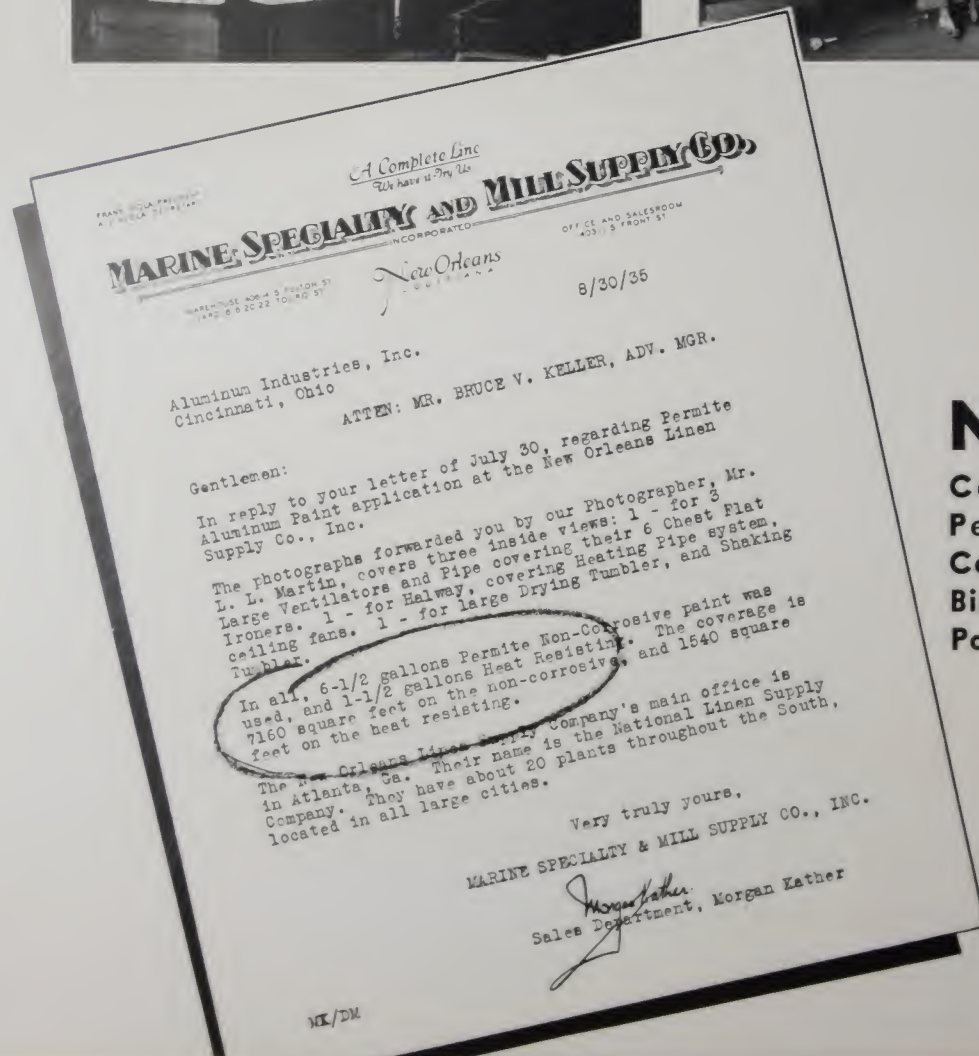 A Complete Line
We have it-Try Us
MARINE SPECIALTY AND MILL SUPPLY CO.
INCORPORATED
OFFICE AND SALESROOM
405 S FRONT ST
New Orleans
LOUISIANA
8/30/35
Aluminum Industries, Inc.
Cincinnati, Ohio
ATTEN: MR. BRUCE V. KELLER, ADV. MGR.
Gentlemen:
In reply to your letter of July 30, regarding Permite
Aluminum Paint application at the New Orleans Linen
Supply Co., Inc.
The photographs forwarded you by our Photographer, Mr.
L. L. Martin, covers three inside views: 1 - for 3
Large Ventilators and Pipe covering their 6 Chest Flat
Ironers. 1 - for Halway, covering Heating Pipe system,
ceiling fans. 1 - for large Drying Tumbler, and Shaking
Tumbler.
In all, 6-1/2 gallons Permite Non-Corrosive paint was
used, and 1-1/2 gallons Heat Resisting. The coverage is
7160 square feet on the non-corrosive, and 1540 square
feet on the heat resisting.
The New Orleans Linen Supply Company's main office is
in Atlanta, Ga. Their name is the National Linen Supply
Company. They have about 20 plants throughout the South,
located in all large cities.
Very truly yours,
MARINE SPECIALTY & MILL SUPPLY CO., INC.
Morgan Kather
Sales Department, Morgan Kather
MK/DM
N
C
Pe
C
Bi
P